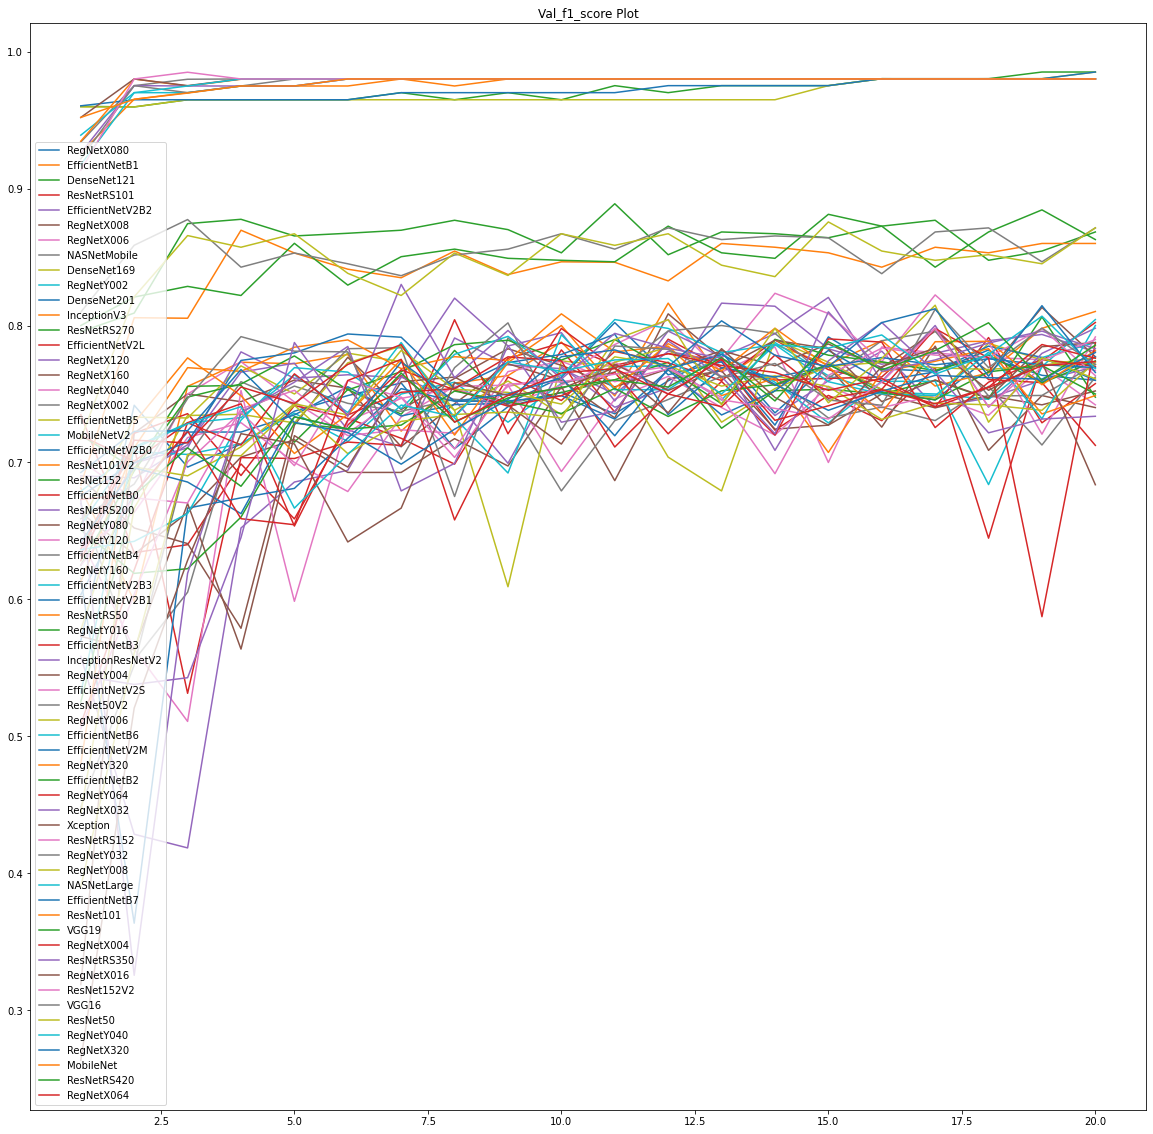 Val_f1_score Plot
1.0
0.9
0.8
0.7
0.6
0.5
0.4
0.3
RegNetX080
EfficientNetB1
DenseNet121
ResNetRS101
EfficientNetV2B2
RegNetX008
RegNetX006
NASNetMobile
DenseNet169
RegNetY002
DenseNet201
InceptionV3
ResNetRS270
EfficientNetV2L
RegNetX120
RegNetX160
RegNetX040
RegNetX002
EfficientNetB5
MobileNetV2
EfficientNetV2B0
ResNet101V2
ResNet152
EfficientNetB0
ResNetRS200
RegNetY080
RegNetY120
EfficientNetB4
RegNetY160
EfficientNetV2B3
EfficientNetV2B1
ResNetRS50
RegNetY016
EfficientNetB3
InceptionResNetV2
RegNetY004
EfficientNetV2S
ResNet50V2
RegNetY006
EfficientNetB6
EfficientNetV2M
RegNetY320
EfficientNetB2
RegNetY064
RegNetX032
Xception
ResNetRS152
RegNetY032
RegNetY008
NASNetLarge
EfficientNetB7
ResNet101
VGG19
RegNetX004
ResNetRS350
RegNetX016
ResNet152V2
VGG16
ResNet50
RegNetY040
RegNetX320
MobileNet
ResNetRS420
RegNetX064
2.5 5.0 7.5 10.0 12.5 15.0 17.5 20.0